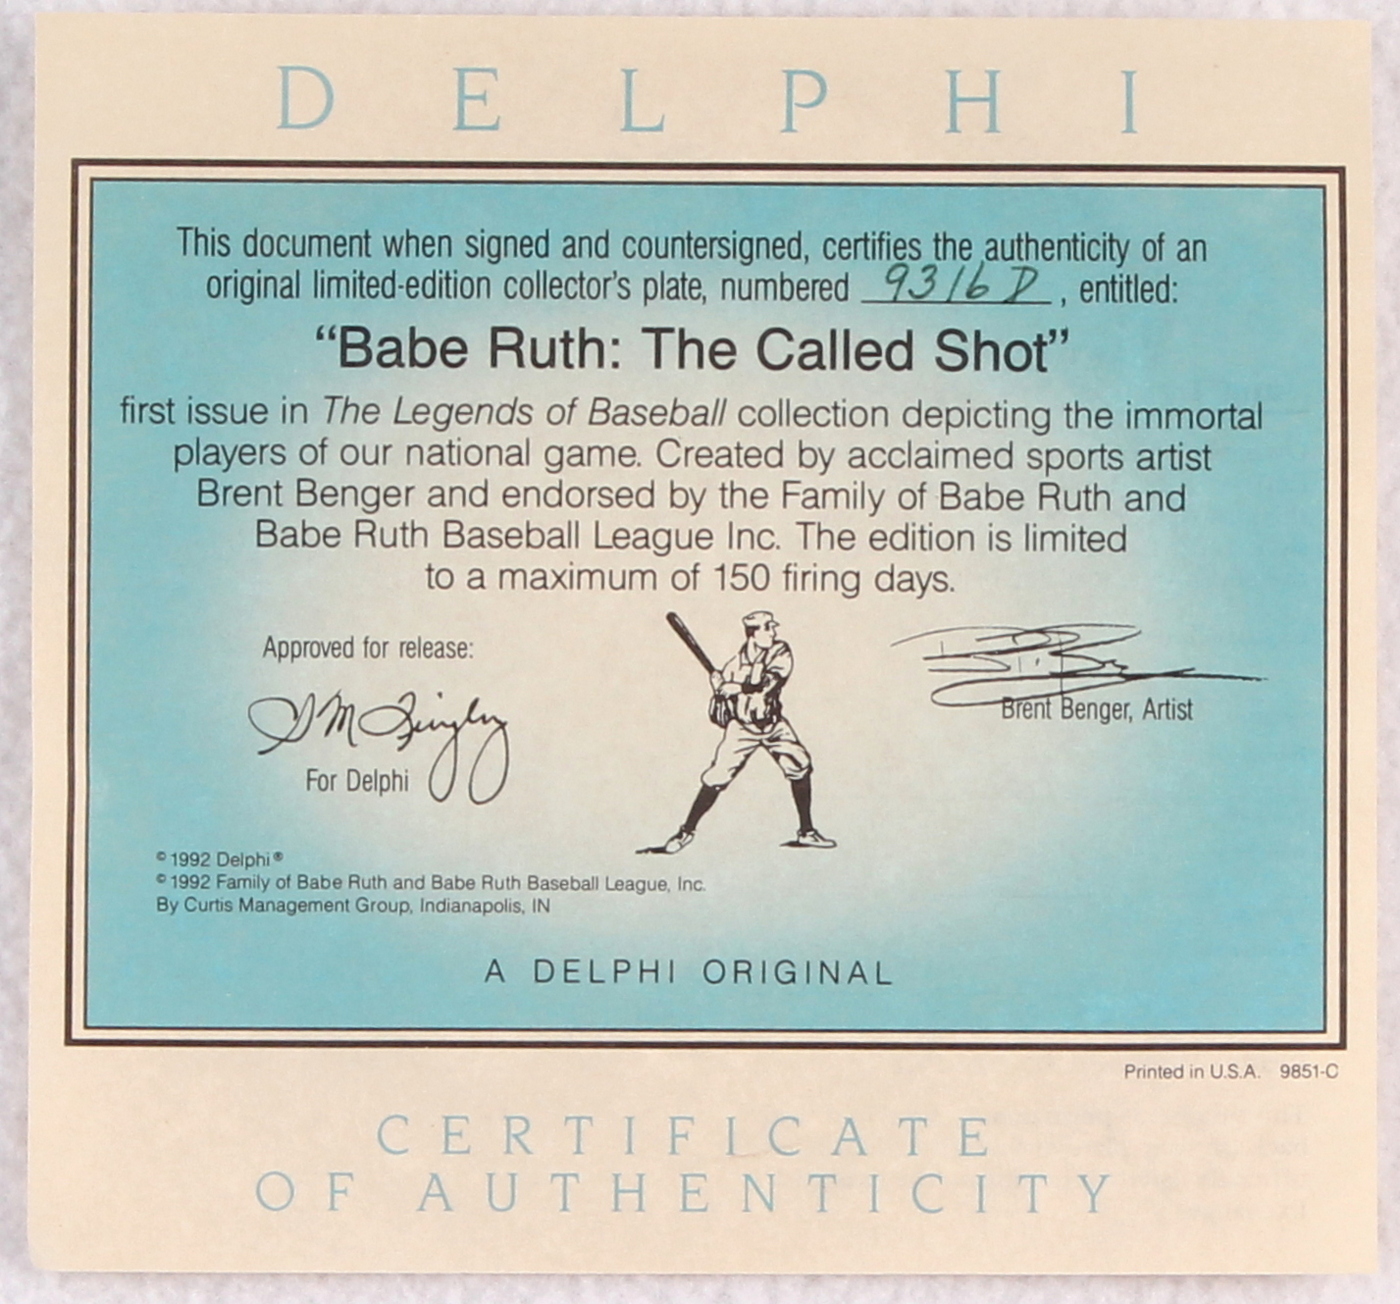 DELPHI
This document when signed and countersigned, certifies the authenticity of an
original limited-edition collector's plate, numbered 9316 D, entitled:
“Babe Ruth: The Called Shot”
first issue in The Legends of Baseball collection depicting the immortal
players of our national game. Created by acclaimed sports artist
Brent Benger and endorsed by the Family of Babe Ruth and
Babe Ruth Baseball League Inc. The edition is limited
to a maximum of 150 firing days.
Approved for release:
For Delphi
Brent Benger, Artist
© 1992 Delphi®
© 1992 Family of Babe Ruth and Babe Ruth Baseball League, Inc.
By Curtis Management Group, Indianapolis, IN
A DELPHI ORIGINAL
Printed in U.S.A. 9851-C
CERTIFICATE
OF AUTHENTICITY